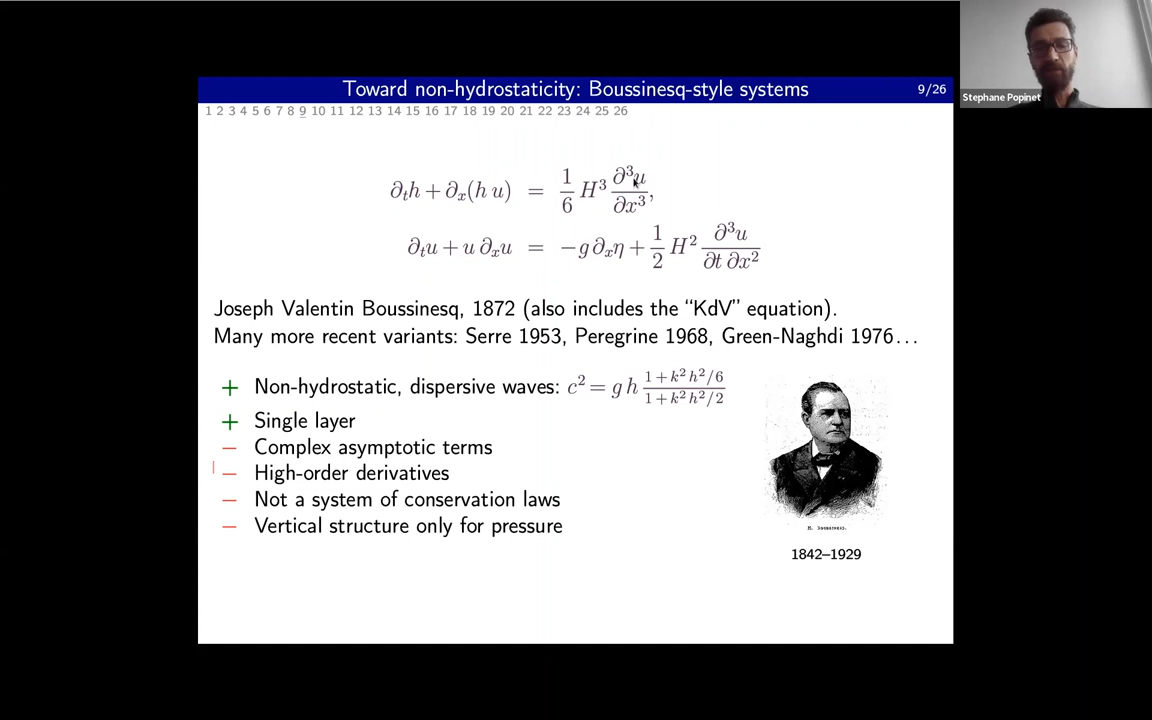 Toward non-hydrostaticity: Boussinesq-style systems 9/26
1 2 3 4 5 6 7 8 9 10 11 12 13 14 15 16 17 18 19 20 21 22 23 24 25 26
∂ₜh + ∂ₓ(h u) = 1/6 H³ ∂³u/∂x³,
∂ₜu + u ∂ₓu = −g ∂ₓη + 1/2 H² ∂³u/∂t ∂x²
Joseph Valentin Boussinesq, 1872 (also includes the “KdV” equation).
Many more recent variants: Serre 1953, Peregrine 1968, Green-Naghdi 1976…
+ Non-hydrostatic, dispersive waves: c² = g h (1 + k² h²/6)/(1 + k² h²/2)
+ Single layer
− Complex asymptotic terms
− High-order derivatives
− Not a system of conservation laws
− Vertical structure only for pressure
1842–1929
Stephane Popinet